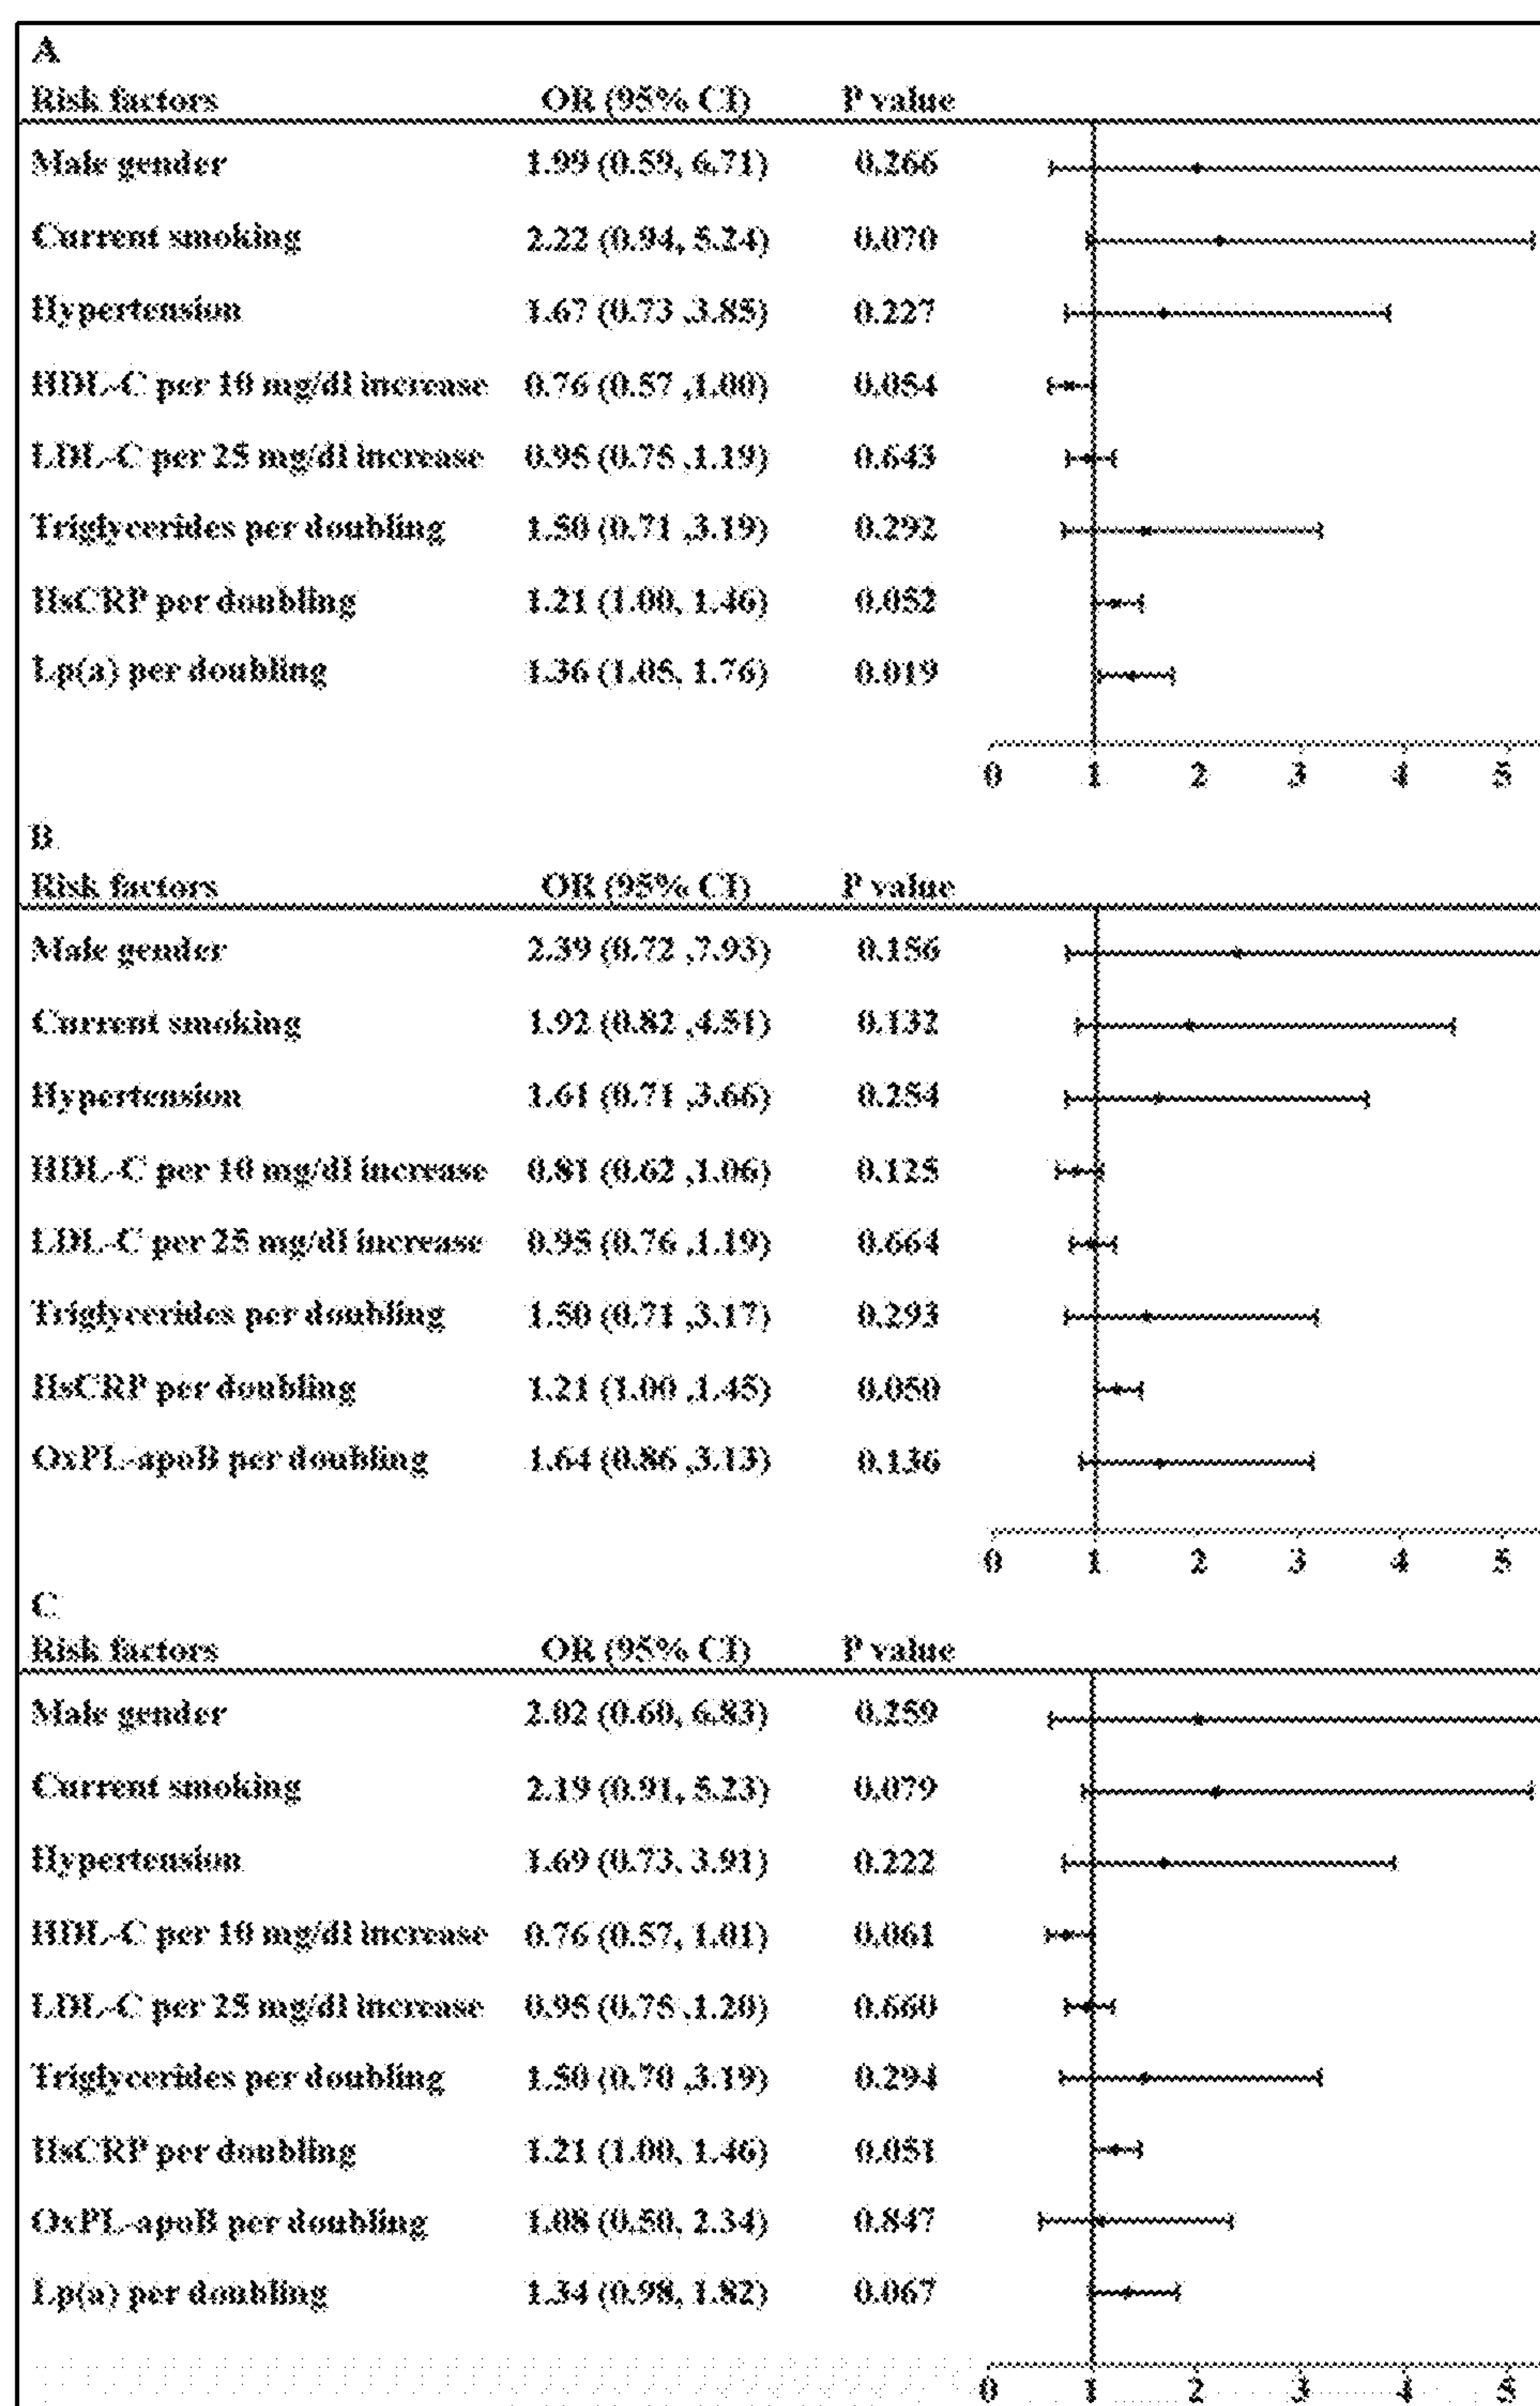 A
Risk factors OR (95% CI) P value
Male gender 1.99 (0.59, 6.71) 0.266
Current smoking 2.22 (0.94, 5.24) 0.070
Hypertension 1.67 (0.73 ,3.85) 0.227
HDL-C per 10 mg/dl increase 0.76 (0.57 ,1.00) 0.054
LDL-C per 25 mg/dl increase 0.95 (0.75 ,1.19) 0.643
Triglycerides per doubling 1.50 (0.71 ,3.19) 0.292
HsCRP per doubling 1.21 (1.00, 1.46) 0.052
Lp(a) per doubling 1.36 (1.05, 1.76) 0.019
0 1 2 3 4 5
B
Risk factors OR (95% CI) P value
Male gender 2.39 (0.72 ,7.93) 0.156
Current smoking 1.92 (0.82 ,4.51) 0.132
Hypertension 1.61 (0.71 ,3.66) 0.254
HDL-C per 10 mg/dl increase 0.81 (0.62 ,1.06) 0.125
LDL-C per 25 mg/dl increase 0.95 (0.76 ,1.19) 0.664
Triglycerides per doubling 1.50 (0.71 ,3.17) 0.293
HsCRP per doubling 1.21 (1.00 ,1.45) 0.050
OxPL-apoB per doubling 1.64 (0.86 ,3.13) 0.136
0 1 2 3 4 5
C
Risk factors OR (95% CI) P value
Male gender 2.02 (0.60, 6.83) 0.259
Current smoking 2.19 (0.91, 5.23) 0.079
Hypertension 1.69 (0.73, 3.91) 0.222
HDL-C per 10 mg/dl increase 0.76 (0.57, 1.01) 0.061
LDL-C per 25 mg/dl increase 0.95 (0.75 ,1.20) 0.660
Triglycerides per doubling 1.50 (0.70 ,3.19) 0.294
HsCRP per doubling 1.21 (1.00, 1.46) 0.051
OxPL-apoB per doubling 1.08 (0.50, 2.34) 0.847
Lp(a) per doubling 1.34 (0.98, 1.82) 0.067
0 1 2 3 4 5